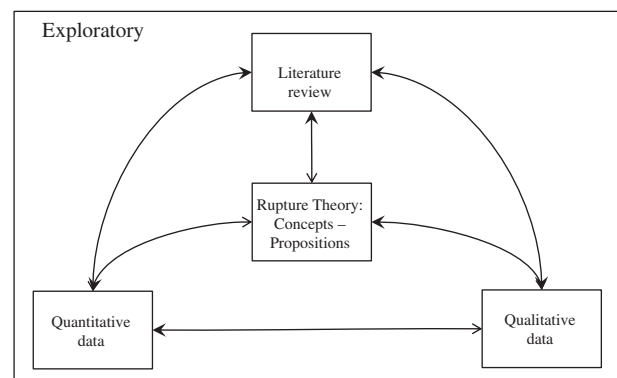 Exploratory
Literature
review
Rupture Theory:
Concepts –
Propositions
Quantitative
data
Qualitative
data